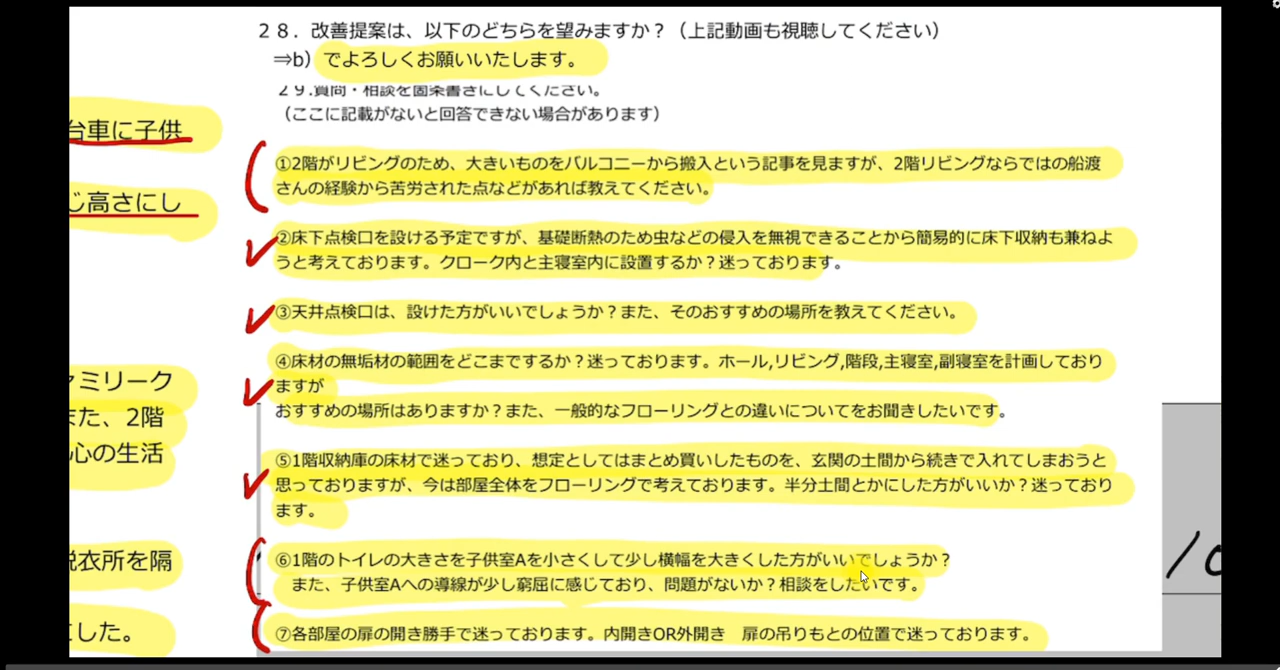 28．改善提案は、以下のどちらを望みますか？（上記動画も視聴してください）
⇒b）でよろしくお願いいたします。
29.質問・相談を箇条書きにしてください。
（ここに記載がないと回答できない場合があります）
台車に子供
①2階がリビングのため、大きいものをバルコニーから搬入という記事を見ますが、2階リビングならではの船渡
さんの経験から苦労された点などがあれば教えてください。
じ高さにし
②床下点検口を設ける予定ですが、基礎断熱のため虫などの侵入を無視できることから簡易的に床下収納も兼ねよ
うと考えております。クローク内と主寝室内に設置するか？迷っております。
③天井点検口は、設けた方がいいでしょうか？また、そのおすすめの場所を教えてください。
④床材の無垢材の範囲をどこまでするか？迷っております。ホール,リビング,階段,主寝室,副寝室を計画しており
ますが
おすすめの場所はありますか？また、一般的なフローリングとの違いについてをお聞きしたいです。
ミリーク
また、2階
心の生活
⑤1階収納庫の床材で迷っており、想定としてはまとめ買いしたものを、玄関の土間から続きで入れてしまおうと
思っておりますが、今は部屋全体をフローリングで考えております。半分土間とかにした方がいいか？迷っており
ます。
脱衣所を隔
⑥1階のトイレの大きさを子供室Aを小さくして少し横幅を大きくした方がいいでしょうか？
また、子供室Aへの導線が少し窮屈に感じており、問題がないか？相談をしたいです。
にした。
⑦各部屋の扉の開き勝手で迷っております。内開きOR外開き　扉の吊りもとの位置で迷っております。